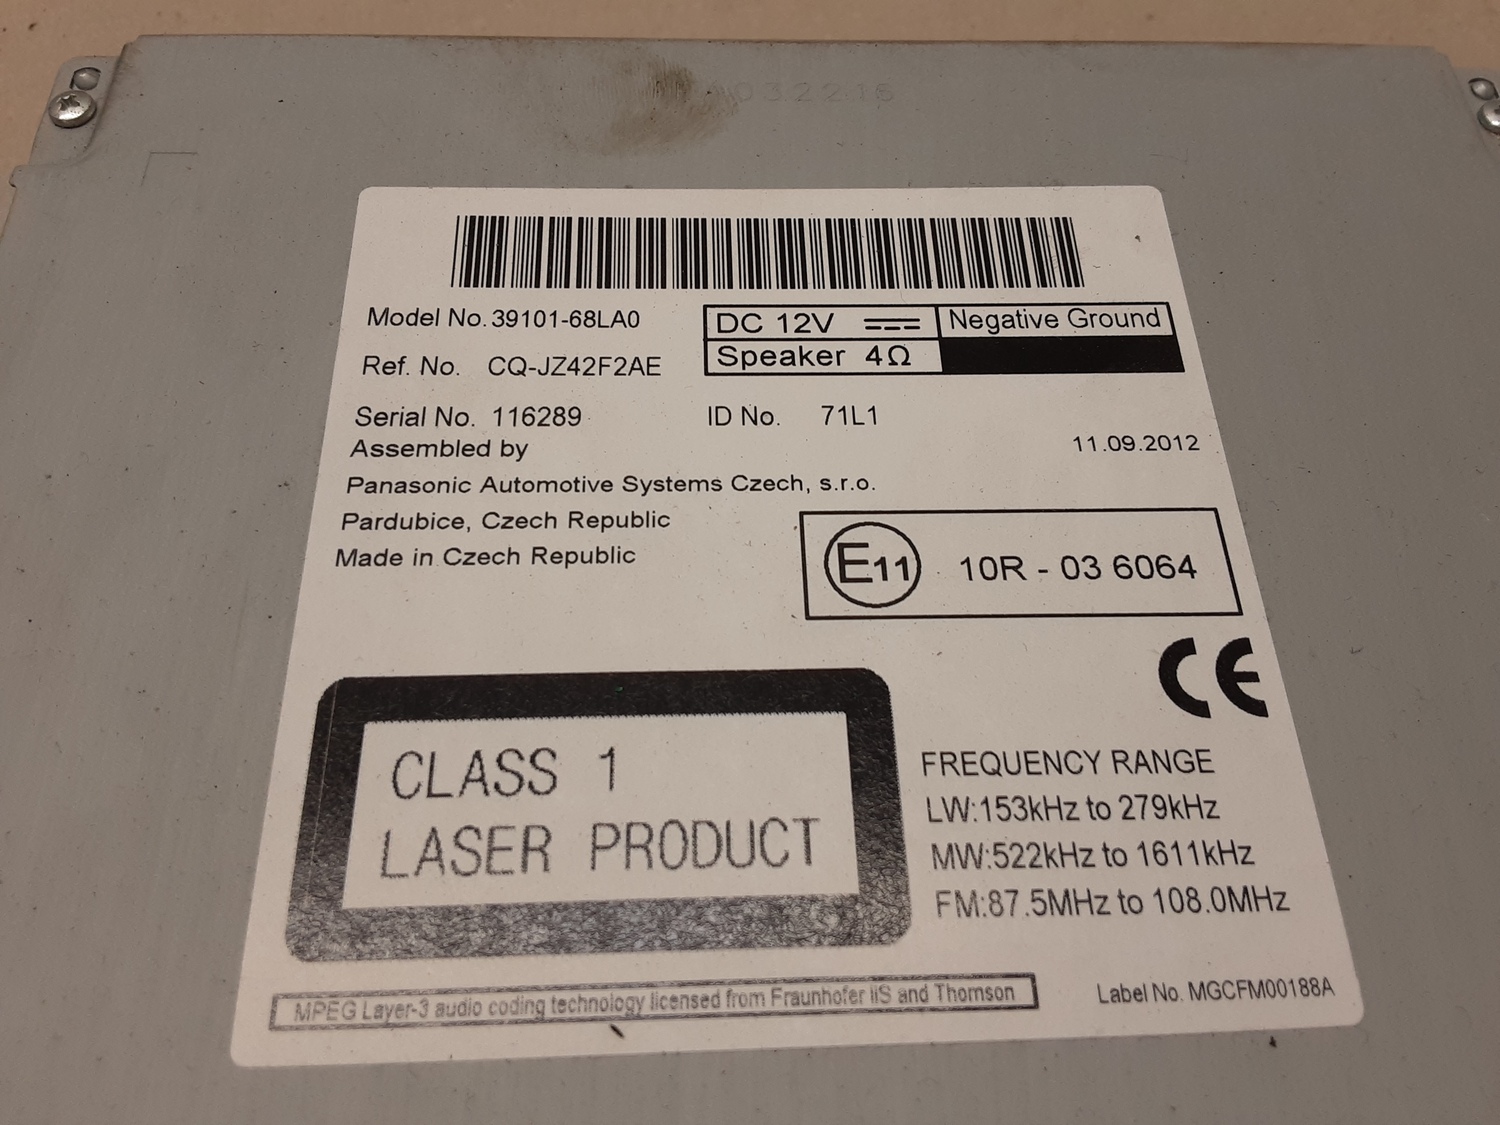 032216
Model No. 39101-68LA0
DC 12V
Negative Ground
Speaker 4Ω
Ref. No. CQ-JZ42F2AE
Serial No. 116289
ID No. 71L1
Assembled by
11.09.2012
Panasonic Automotive Systems Czech, s.r.o.
Pardubice, Czech Republic
Made in Czech Republic
E11 10R - 03 6064
CE
CLASS 1
LASER PRODUCT
FREQUENCY RANGE
LW:153kHz to 279kHz
MW:522kHz to 1611kHz
FM:87.5MHz to 108.0MHz
MPEG Layer-3 audio coding technology licensed from Fraunhofer IiS and Thomson
Label No. MGCFM00188A